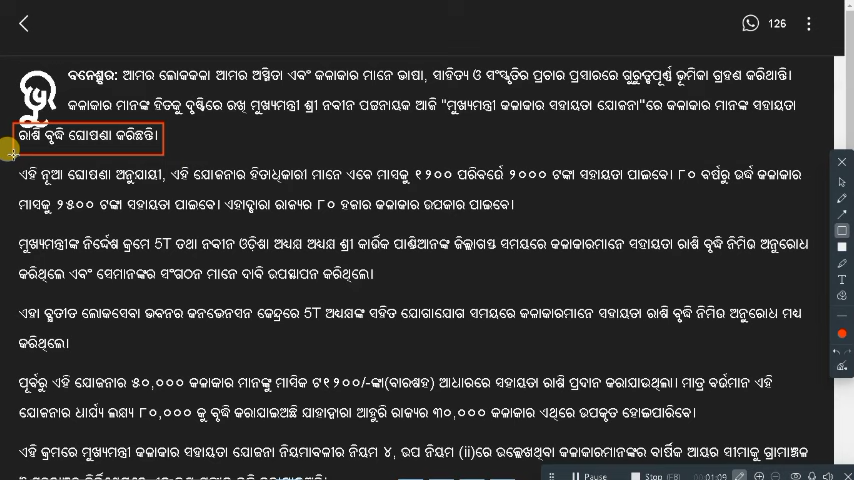 126
ଭୁବନେଶ୍ୱର: ଆମର ଲୋକକଳା ଆମର ଅସ୍ମିତା ଏବଂ କଳାକାର ମାନେ ଭାଷା, ସାହିତ୍ୟ ଓ ସଂସ୍କୃତିର ପ୍ରଚାର ପ୍ରସାରରେ ଗୁରୁତ୍ୱପୂର୍ଣ୍ଣ ଭୂମିକା ଗ୍ରହଣ କରିଥାନ୍ତି।
କଳାକାର ମାନଙ୍କ ହିତକୁ ଦୃଷ୍ଟିରେ ରଖି ମୁଖ୍ୟମନ୍ତ୍ରୀ ଶ୍ରୀ ନବୀନ ପଟ୍ଟନାୟକ ଆଜି "ମୁଖ୍ୟମନ୍ତ୍ରୀ କଳାକାର ସହାୟତା ଯୋଜନା"ରେ କଳାକାର ମାନଙ୍କ ସହାୟତା
ରାଶି ବୃଦ୍ଧି ଘୋଷଣା କରିଛନ୍ତି।
ଏହି ନୂଆ ଘୋଷଣା ଅନୁଯାୟୀ, ଏହି ଯୋଜନାର ହିତାଧିକାରୀ ମାନେ ଏବେ ମାସକୁ ୧୨୦୦ ପରିବର୍ତ୍ତେ ୨୦୦୦ ଟଙ୍କା ସହାୟତା ପାଇବେ। ୮୦ ବର୍ଷରୁ ଉର୍ଦ୍ଧ କଳାକାର
ମାସକୁ ୨୫୦୦ ଟଙ୍କା ସହାୟତା ପାଇବେ। ଏହାଦ୍ବାରା ରାଜ୍ୟର ୮୦ ହଜାର କଳାକାର ଉପକାର ପାଇବେ।
ମୁଖ୍ୟମନ୍ତ୍ରୀଙ୍କ ନିର୍ଦ୍ଦେଶ କ୍ରମେ 5T ତଥା ନବୀନ ଓଡ଼ିଶା ଅଧ୍ୟକ୍ଷ ଅଧ୍ୟକ୍ଷ ଶ୍ରୀ କାର୍ତ୍ତିକ ପାଣ୍ଡିଆନଙ୍କ ଜିଲ୍ଲାଗସ୍ତ ସମୟରେ କଳାକାରମାନେ ସହାୟତା ରାଶି ବୃଦ୍ଧି ନିମିତ୍ତ ଅନୁରୋଧ
କରିଥିଲେ ଏବଂ ସେମାନଙ୍କର ସଂଗଠନ ମାନେ ଦାବି ଉପସ୍ଥାପନ କରିଥିଲେ।
ଏହା ବ୍ଯତୀତ ଲୋକସେବା ଭବନର କନଭେନସନ କେନ୍ଦ୍ରରେ 5T ଅଧ୍ୟକ୍ଷଙ୍କ ସହିତ ଯୋଗାଯୋଗ ସମୟରେ କଳାକାରମାନେ ସହାୟତା ରାଶି ବୃଦ୍ଧି ନିମିତ୍ତ ଅନୁରୋଧ ମଧ୍ୟ
କରିଥିଲେ।
ପୂର୍ବରୁ ଏହି ଯୋଜନାର ୫୦,୦୦୦ କଳାକାର ମାନଙ୍କୁ ମାସିକ ଟ୧୨୦୦/-ଙ୍କା(ବାରଶହ) ଆଧାରରେ ସହାୟତା ରାଶି ପ୍ରଦାନ କରାଯାଉଥିଲା। ମାତ୍ର ବର୍ତ୍ତମାନ ଏହି
ଯୋଜନାର ଧାର୍ଯ୍ୟ ଲକ୍ଷ୍ୟ ୮୦,୦୦୦ କୁ ବୃଦ୍ଧି କରାଯାଇଅଛି ଯାହାଦ୍ୱାରା ଆହୁରି ରାଜ୍ୟର ୩୦,୦୦୦ କଳାକାର ଏଥିରେ ଉପକୃତ ହୋଇପାରିବେ।
ଏହି କ୍ରମରେ ମୁଖ୍ୟମନ୍ତ୍ରୀ କଳାକାର ସହାୟତା ଯୋଜନା ନିୟମାବଳୀର ନିୟମ ୪, ଉପ ନିୟମ (ii)ରେ ଉଲ୍ଲେଖଥିବା କଳାକାରମାନଙ୍କର ବାର୍ଷିକ ଆୟର ସୀମାକୁ ଗ୍ରାମାଞ୍ଚଳ
Pause Stop (F8) 00:01:09